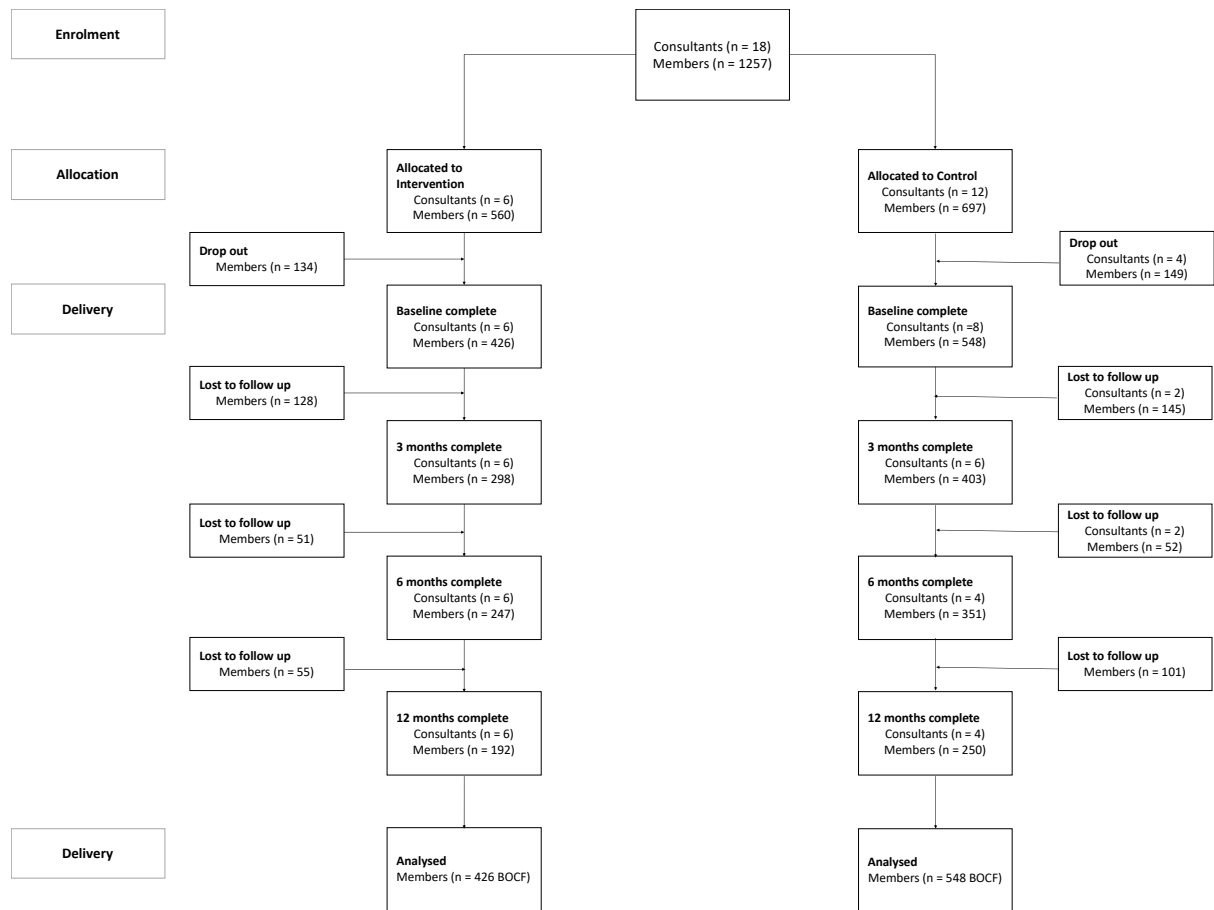 Enrolment
Consultants (n = 18)
Members (n = 1257)
Allocation
Allocated to
Intervention
Consultants (n = 6)
Members (n = 560)
Allocated to Control
Consultants (n = 12)
Members (n = 697)
Drop out
Members (n = 134)
Drop out
Consultants (n = 4)
Members (n = 149)
Delivery
Baseline complete
Consultants (n = 6)
Members (n = 426)
Baseline complete
Consultants (n =8)
Members (n = 548)
Lost to follow up
Members (n = 128)
Lost to follow up
Consultants (n = 2)
Members (n = 145)
3 months complete
Consultants (n = 6)
Members (n = 298)
3 months complete
Consultants (n = 6)
Members (n = 403)
Lost to follow up
Members (n = 51)
Lost to follow up
Consultants (n = 2)
Members (n = 52)
6 months complete
Consultants (n = 6)
Members (n = 247)
6 months complete
Consultants (n = 4)
Members (n = 351)
Lost to follow up
Members (n = 55)
Lost to follow up
Members (n = 101)
12 months complete
Consultants (n = 6)
Members (n = 192)
12 months complete
Consultants (n = 4)
Members (n = 250)
Delivery
Analysed
Members (n = 426 BOCF)
Analysed
Members (n = 548 BOCF)